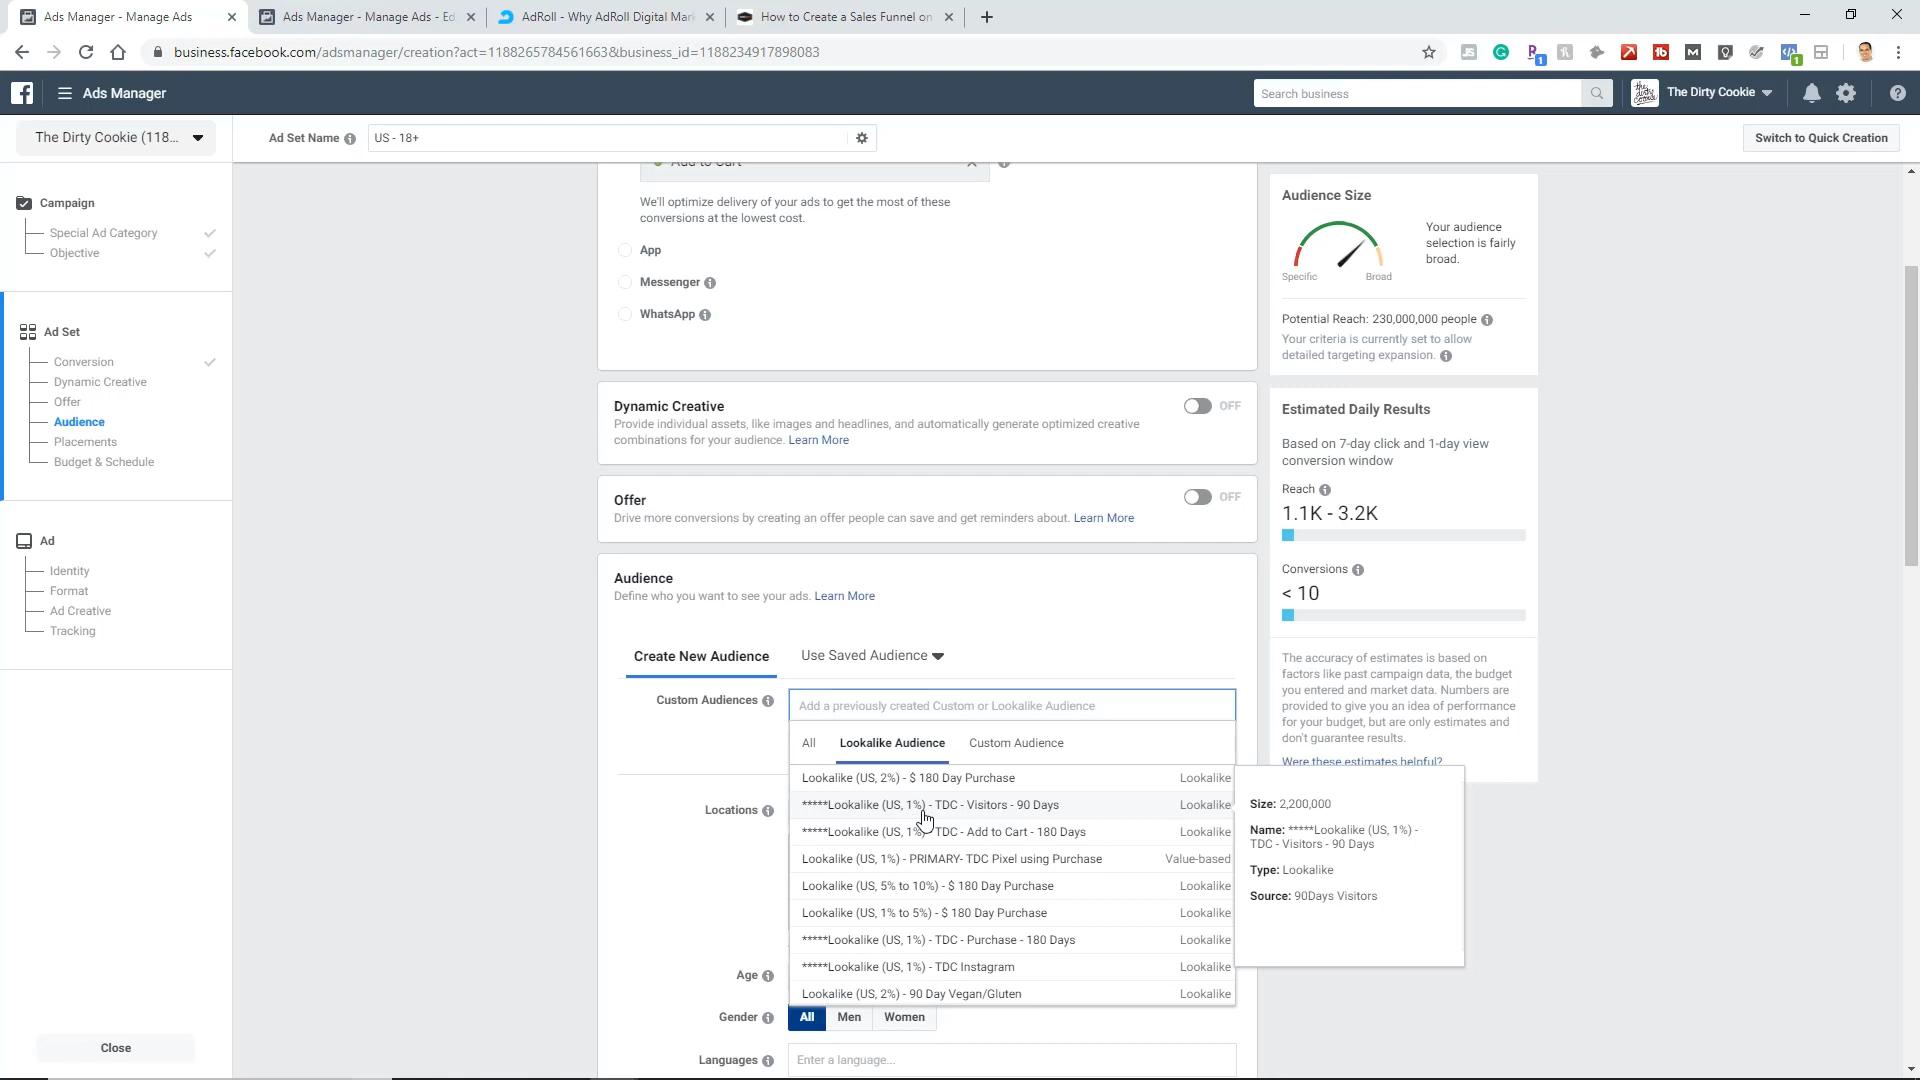 Ads Manager - Manage Ads
Ads Manager - Manage Ads - Ed
AdRoll - Why AdRoll Digital Mark
How to Create a Sales Funnel on
business.facebook.com/adsmanager/creation?act=1188265784561663&business_id=1188234917898083
Ads Manager
Search business
The Dirty Cookie
The Dirty Cookie (118...
Ad Set Name
US - 18+
Switch to Quick Creation
Campaign
Special Ad Category
Objective
Ad Set
Conversion
Dynamic Creative
Offer
Audience
Placements
Budget & Schedule
Ad
Identity
Format
Ad Creative
Tracking
Close
Add to Cart
We'll optimize delivery of your ads to get the most of these
conversions at the lowest cost.
App
Messenger
WhatsApp
Dynamic Creative
OFF
Provide individual assets, like images and headlines, and automatically generate optimized creative
combinations for your audience. Learn More
Offer
OFF
Drive more conversions by creating an offer people can save and get reminders about. Learn More
Audience
Define who you want to see your ads. Learn More
Create New Audience
Use Saved Audience
Custom Audiences
Add a previously created Custom or Lookalike Audience
All
Lookalike Audience
Custom Audience
Lookalike (US, 2%) - $ 180 Day Purchase Lookalike
*****Lookalike (US, 1%) - TDC - Visitors - 90 Days Lookalike
*****Lookalike (US, 1%) - TDC - Add to Cart - 180 Days Lookalike
Lookalike (US, 1%) - PRIMARY- TDC Pixel using Purchase Value-based
Lookalike (US, 5% to 10%) - $ 180 Day Purchase Lookalike
Lookalike (US, 1% to 5%) - $ 180 Day Purchase Lookalike
*****Lookalike (US, 1%) - TDC - Purchase - 180 Days Lookalike
*****Lookalike (US, 1%) - TDC Instagram Lookalike
Lookalike (US, 2%) - 90 Day Vegan/Gluten Lookalike
Locations
Age
Gender
All
Men
Women
Languages
Enter a language...
Size: 2,200,000
Name: *****Lookalike (US, 1%) -
TDC - Visitors - 90 Days
Type: Lookalike
Source: 90Days Visitors
Audience Size
Your audience
selection is fairly
broad.
Specific
Broad
Potential Reach: 230,000,000 people
Your criteria is currently set to allow
detailed targeting expansion.
Estimated Daily Results
Based on 7-day click and 1-day view
conversion window
Reach
1.1K - 3.2K
Conversions
< 10
The accuracy of estimates is based on
factors like past campaign data, the budget
you entered and market data. Numbers are
provided to give you an idea of performance
for your budget, but are only estimates and
don't guarantee results.
Were these estimates helpful?